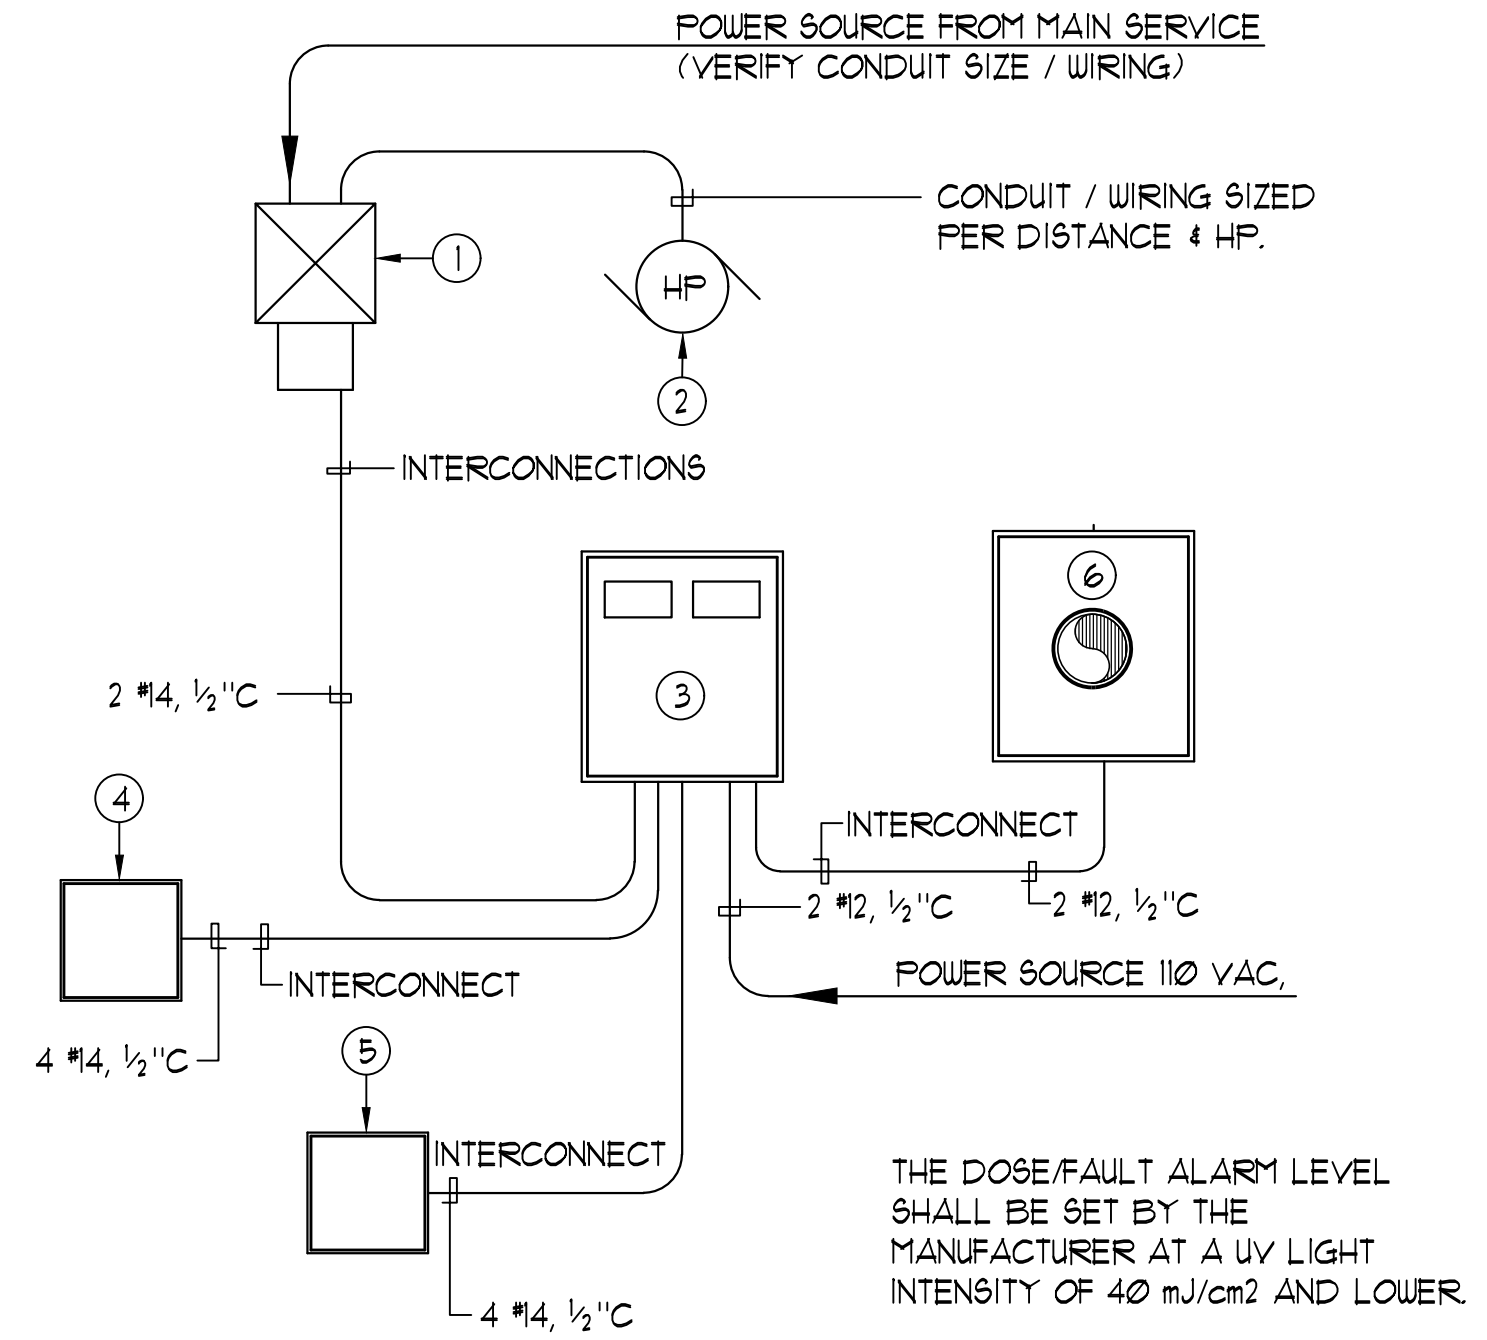 POWER SOURCE FROM MAIN SERVICE
(VERIFY CONDUIT SIZE / WIRING)
CONDUIT / WIRING SIZED
PER DISTANCE & HP.
1
HP
2
INTERCONNECTIONS
6
3
2 #14, ½"C
4
INTERCONNECT
2 #12, ½"C
2 #12, ½"C
POWER SOURCE 110 VAC,
INTERCONNECT
4 #14, ½"C
5
INTERCONNECT
4 #14, ½"C
THE DOSE/FAULT ALARM LEVEL
SHALL BE SET BY THE
MANUFACTURER AT A UV LIGHT
INTENSITY OF 40 mJ/cm2 AND LOWER.